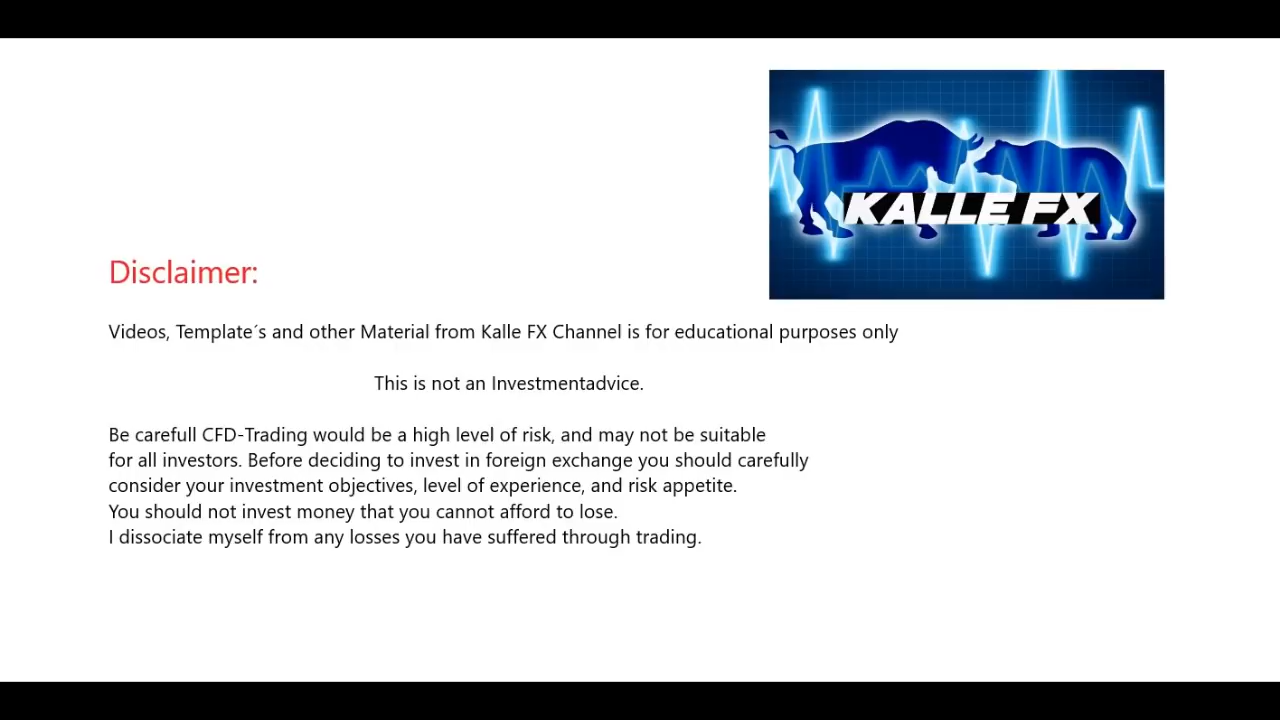 KALLE FX
Disclaimer:
Videos, Template´s and other Material from Kalle FX Channel is for educational purposes only
This is not an Investmentadvice.
Be carefull CFD-Trading would be a high level of risk, and may not be suitable
for all investors. Before deciding to invest in foreign exchange you should carefully
consider your investment objectives, level of experience, and risk appetite.
You should not invest money that you cannot afford to lose.
I dissociate myself from any losses you have suffered through trading.